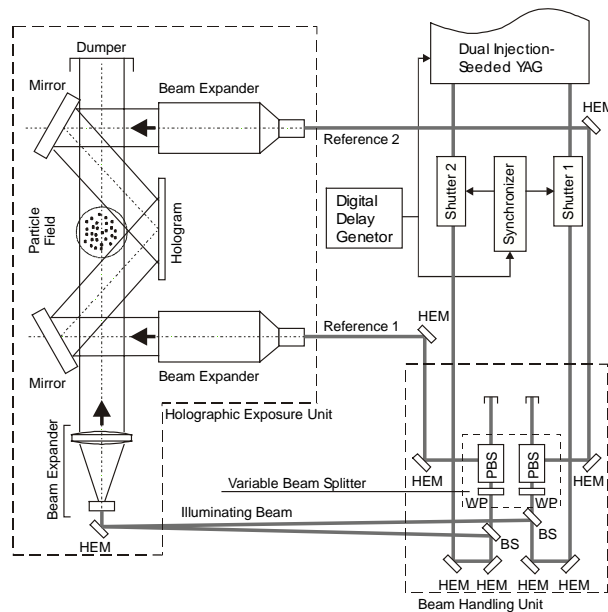 Dumper
Mirror
Beam Expander
Dual Injection-
Seeded YAG
HEM
Reference 2
Shutter 2
Synchronizer
Shutter 1
Digital
Delay
Genetor
Particle
Field
Hologram
HEM
Reference 1
Mirror
Beam Expander
Holographic Exposure Unit
Beam Expander
PBS
PBS
HEM
HEM
Variable Beam Splitter
WP
WP
Illuminating Beam
BS
BS
HEM
HEM
HEM
HEM
HEM
Beam Handling Unit